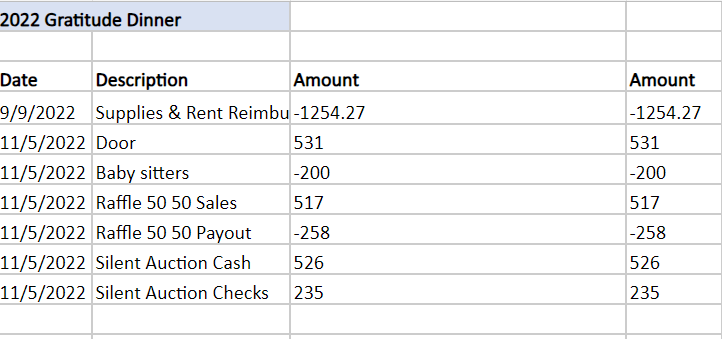 2022 Gratitude Dinner
Date Description Amount Amount
9/9/2022 Supplies & Rent Reimbu -1254.27 -1254.27
11/5/2022 Door 531 531
11/5/2022 Baby sitters -200 -200
11/5/2022 Raffle 50 50 Sales 517 517
11/5/2022 Raffle 50 50 Payout -258 -258
11/5/2022 Silent Auction Cash 526 526
11/5/2022 Silent Auction Checks 235 235